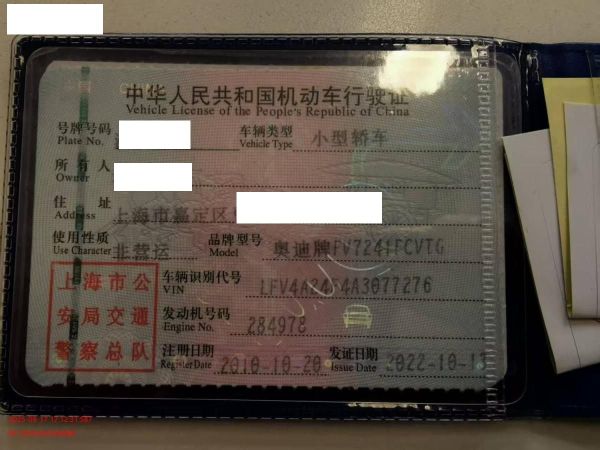 中华人民共和国机动车行驶证
Vehicle License of the People's Republic of China
号牌号码
Plate No.
车辆类型 小型轿车
Vehicle Type
所有人
Owner
住址 上海市嘉定区
Address
使用性质 非营运
Use Character
品牌型号 奥迪牌FV7241FCVTG
Model
上海市公
安局交通
警察总队
车辆识别代号
VIN
发动机号码 284978
Engine No.
注册日期 2010-10-20
Register Date
发证日期
Issue Date